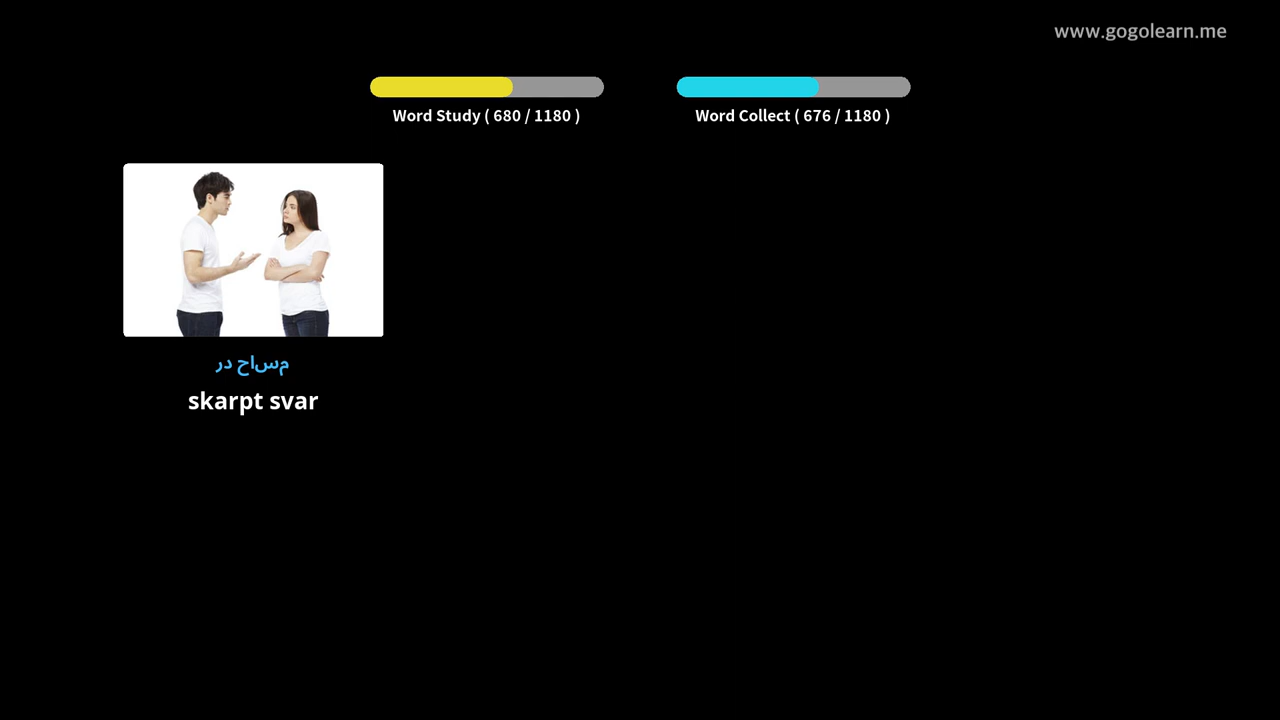 www.gogolearn.me
Word Study ( 680 / 1180 )
Word Collect ( 676 / 1180 )
مساح در
skarpt svar